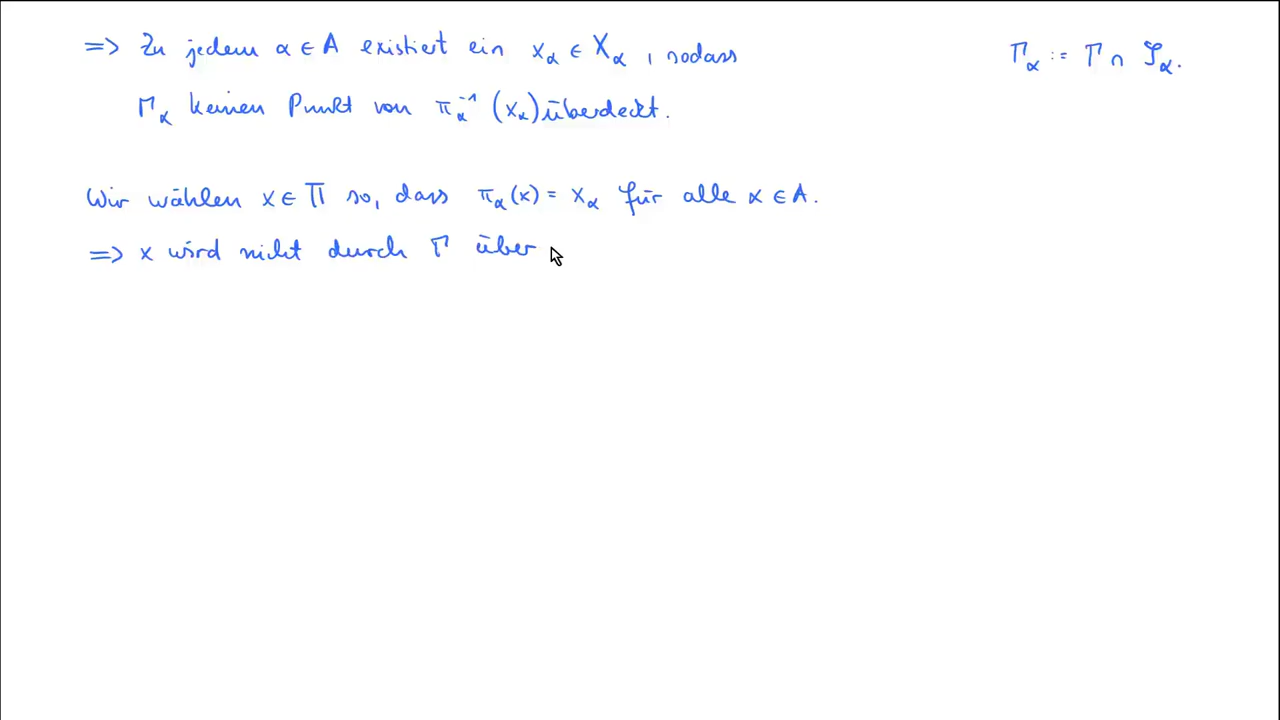 => Zu jedem α ∈ A existiert ein x_α ∈ X_α , sodass
Γ_α := Γ ∩ 𝒮_α.
Γ_α keinen Punkt von π_α^{-1} (x_α) überdeckt.
Wir wählen x ∈ Π so, dass π_α(x) = x_α für alle α ∈ A.
=> x wird nicht durch Γ über